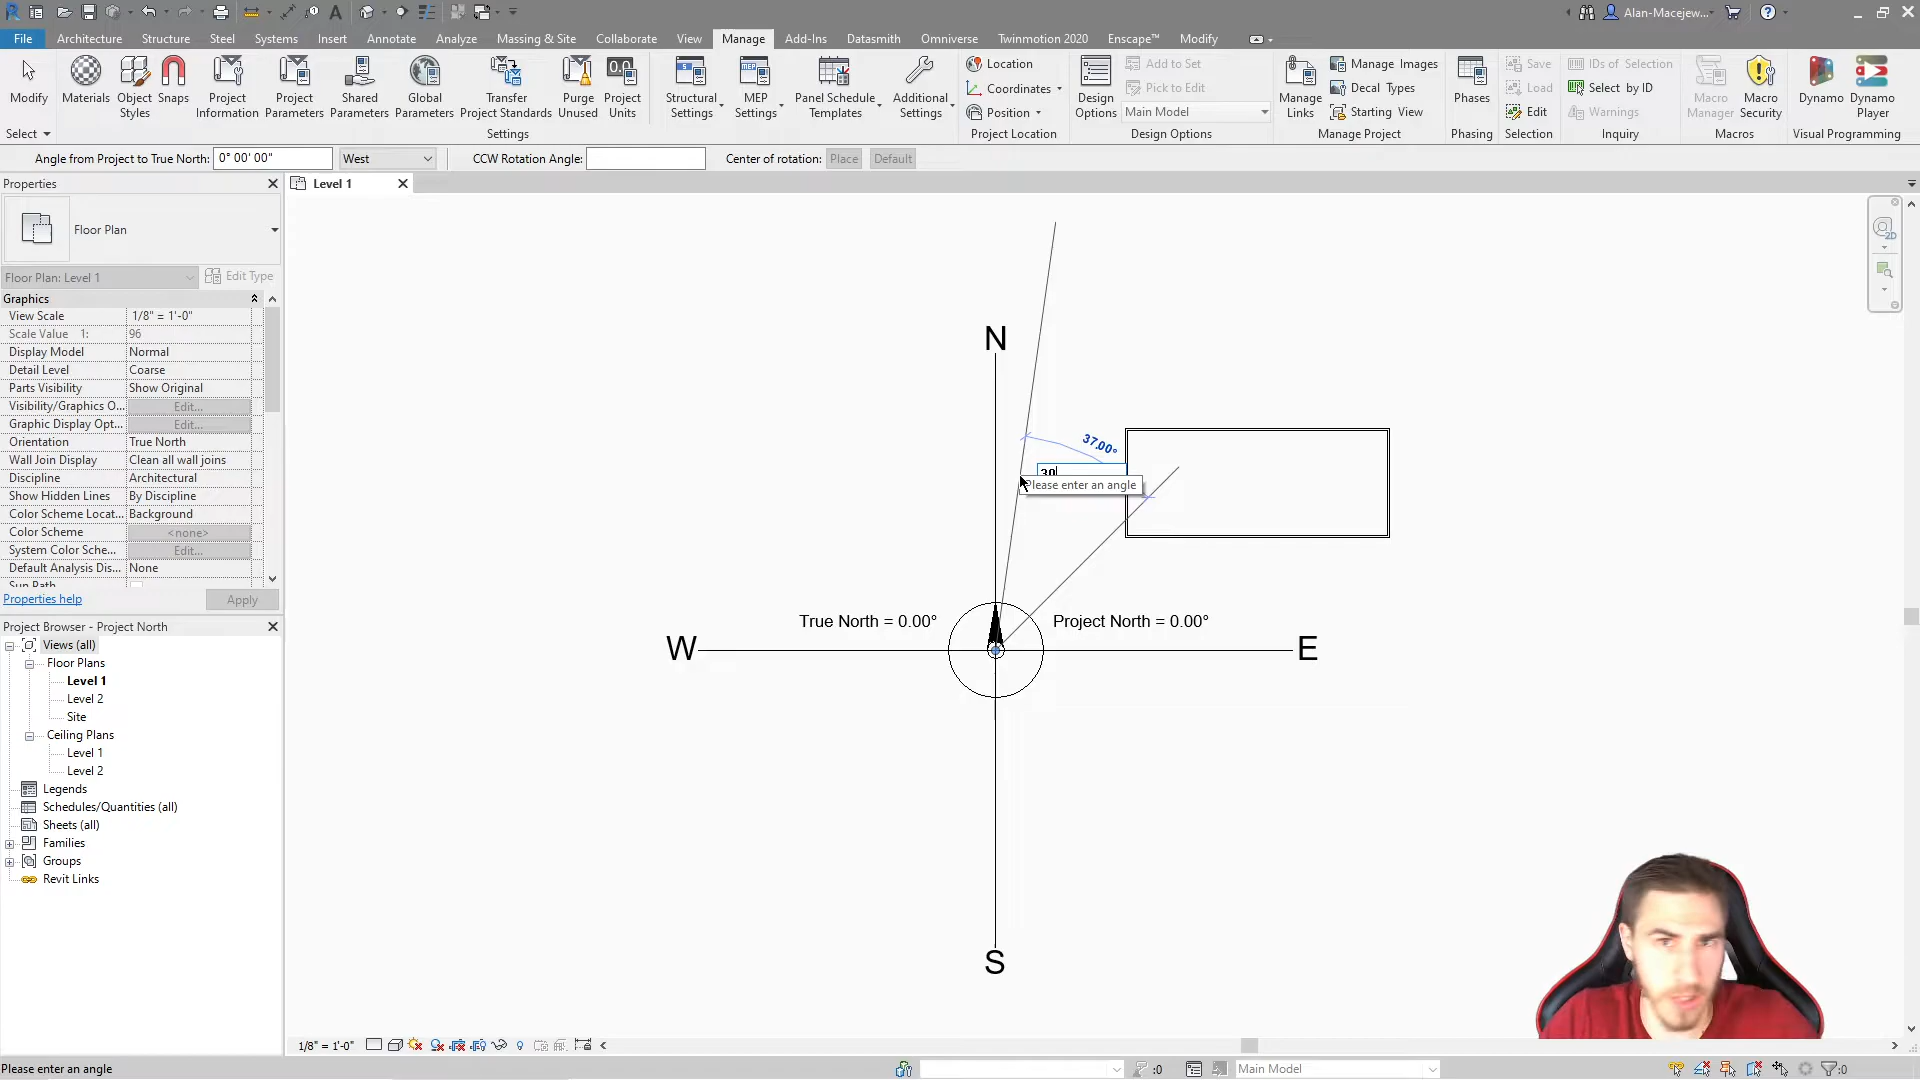 Alan-Macejew...
File Architecture Structure Steel Systems Insert Annotate Analyze Massing & Site Collaborate View Manage Add-Ins Datasmith Omniverse Twinmotion 2020 Enscape™ Modify
Modify
Materials
Object Styles
Snaps
Project Information
Project Parameters
Shared Parameters
Global Parameters
Transfer Project Standards
Purge Unused
Project Units
Structural Settings
MEP Settings
Panel Schedule Templates
Additional Settings
Location
Coordinates
Position
Design Options
Add to Set
Pick to Edit
Main Model
Manage Links
Manage Images
Decal Types
Starting View
Phases
Save
Load
Edit
IDs of Selection
Select by ID
Warnings
Macro Manager
Macro Security
Dynamo
Dynamo Player
Select Settings Project Location Design Options Manage Project Phasing Selection Inquiry Macros Visual Programming
Angle from Project to True North: 0° 00' 00" West CCW Rotation Angle: Center of rotation: Place Default
Properties
Level 1
Floor Plan
Floor Plan: Level 1 Edit Type
Graphics
View Scale 1/8" = 1'-0"
Scale Value 1: 96
Display Model Normal
Detail Level Coarse
Parts Visibility Show Original
Visibility/Graphics O... Edit...
Graphic Display Opt... Edit...
Orientation True North
Wall Join Display Clean all wall joins
Discipline Architectural
Show Hidden Lines By Discipline
Color Scheme Locat... Background
Color Scheme <none>
System Color Sche... Edit...
Default Analysis Dis... None
Sun Path
Properties help Apply
Project Browser - Project North
Views (all)
Floor Plans
Level 1
Level 2
Site
Ceiling Plans
Level 1
Level 2
Legends
Schedules/Quantities (all)
Sheets (all)
Families
Groups
Revit Links
N
37.00°
30
Please enter an angle
True North = 0.00° Project North = 0.00°
W E
S
2D
1/8" = 1'-0"
Please enter an angle
:0
Main Model
:0